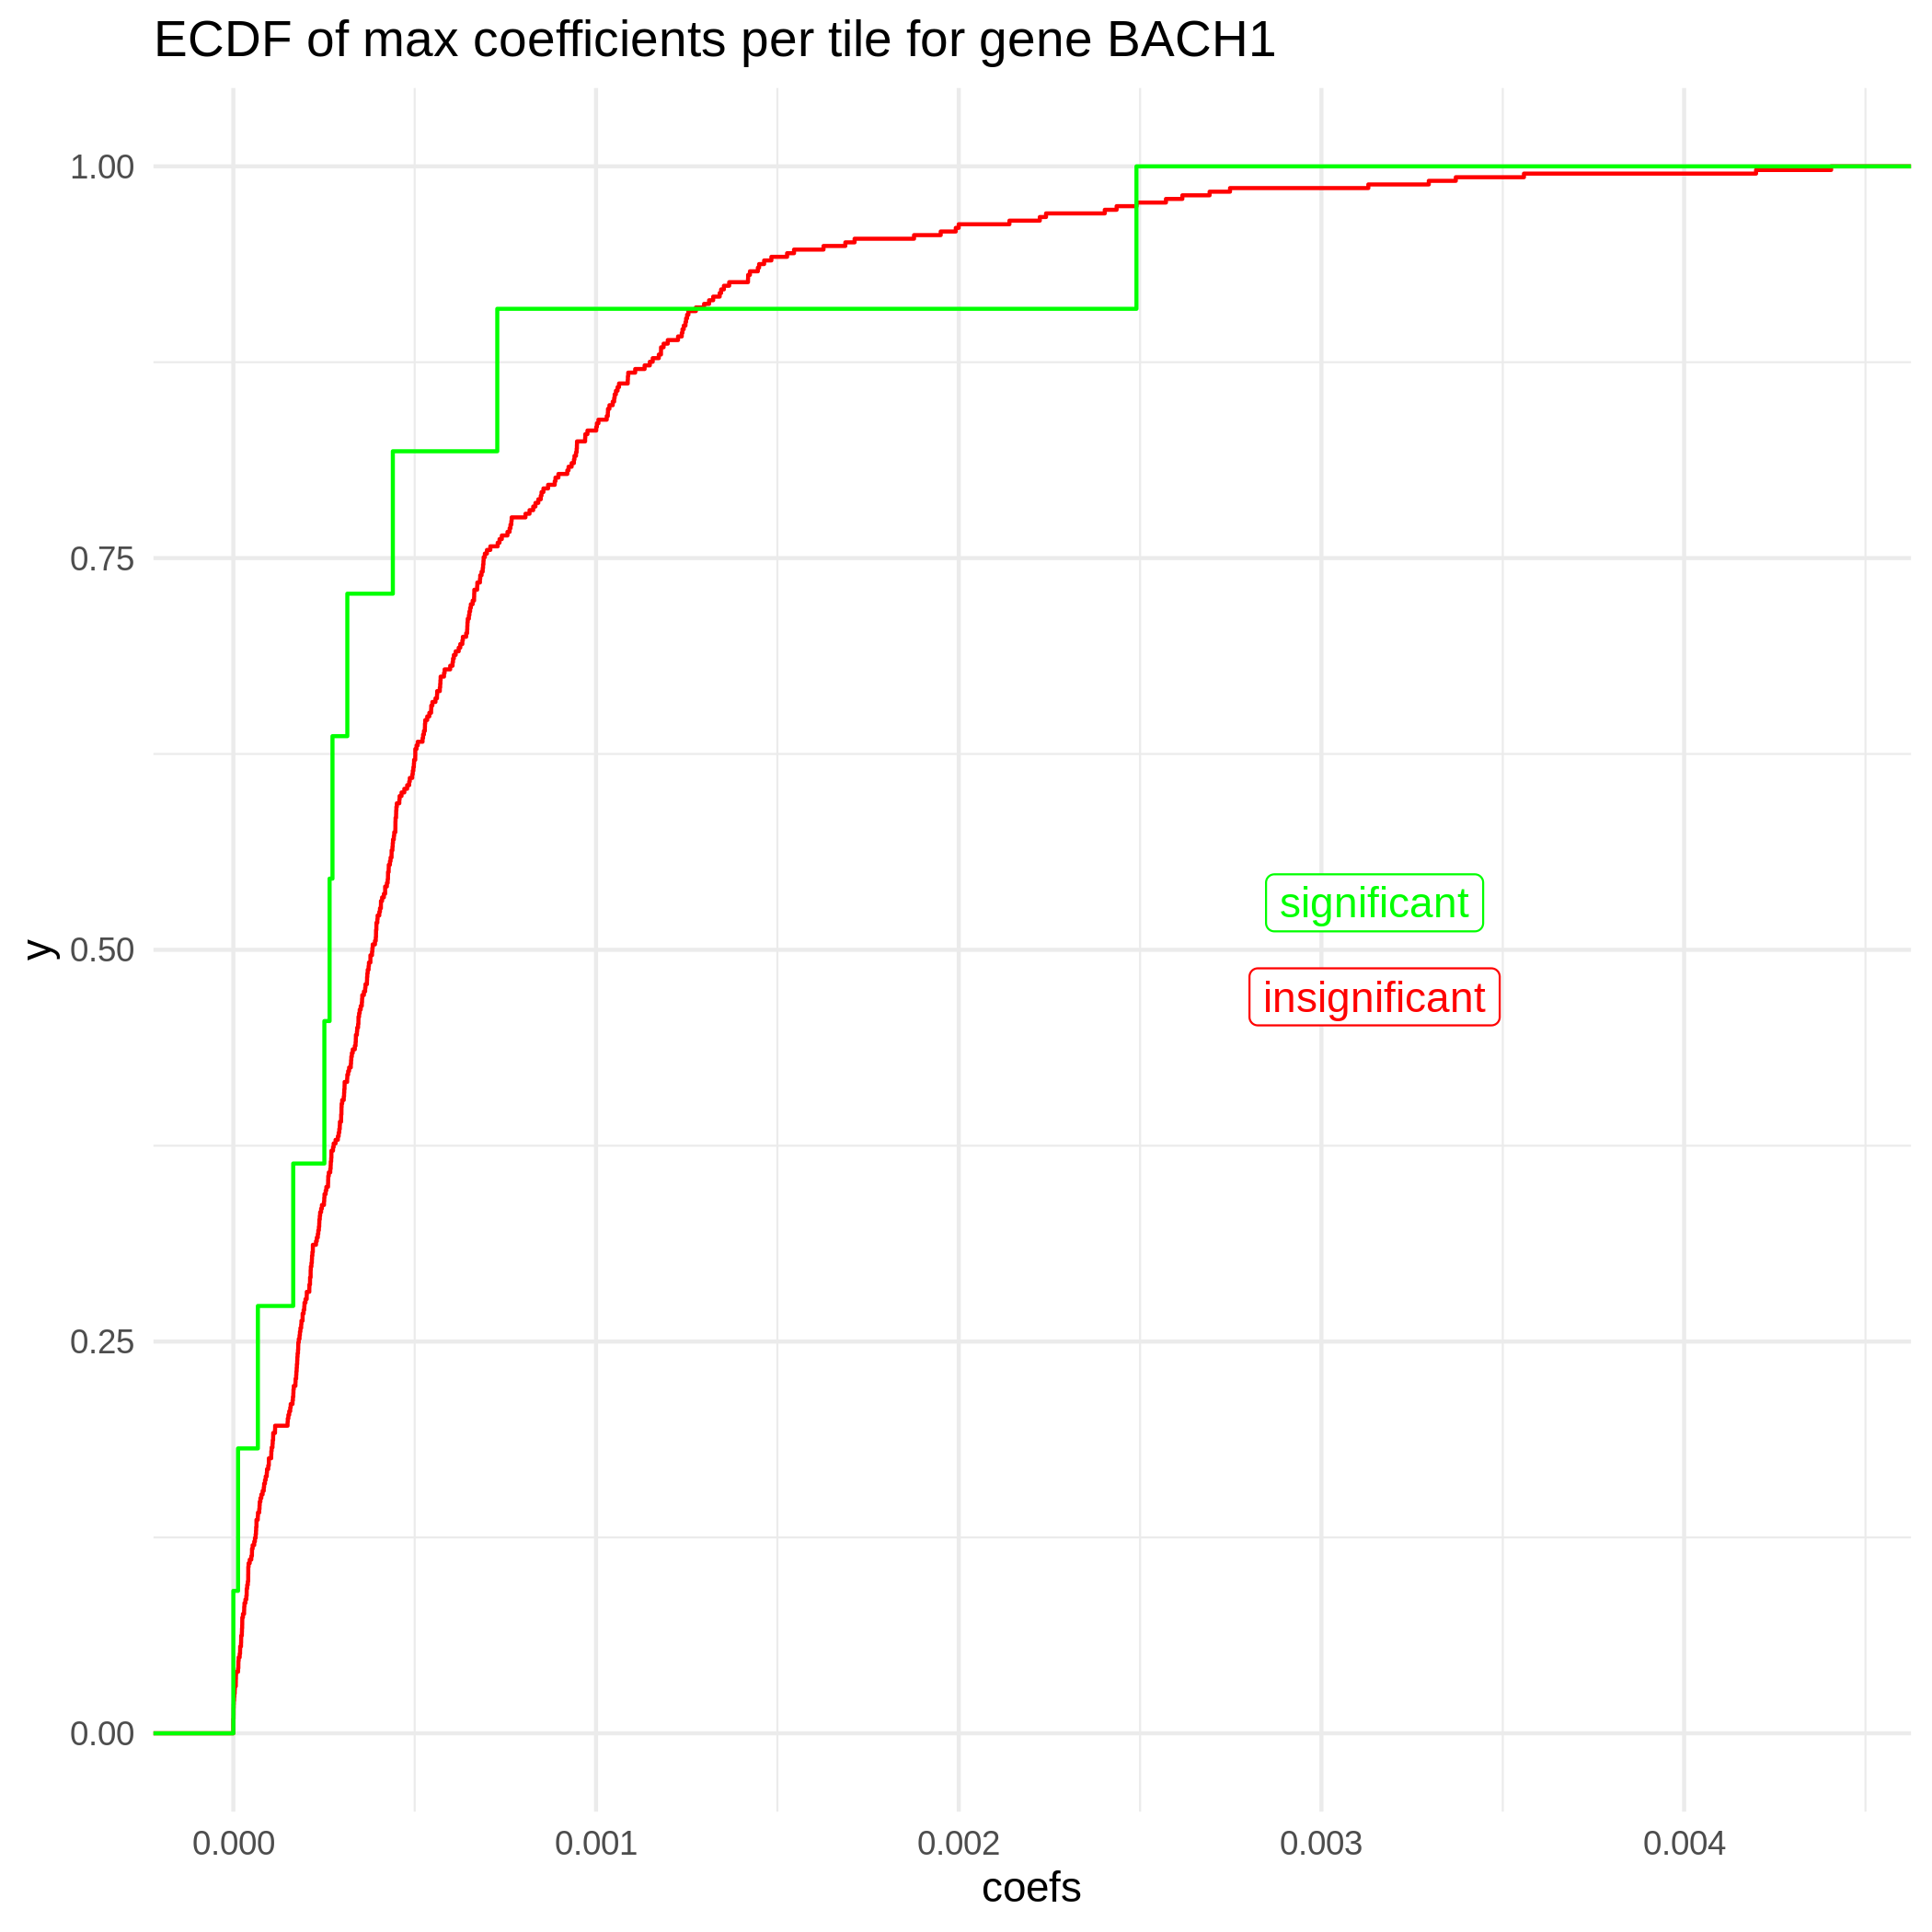 ECDF of max coefficients per tile for gene BACH1
1.00
0.75
0.50
0.25
0.00
y
significant
insignificant
0.000
0.001
0.002
0.003
0.004
coefs